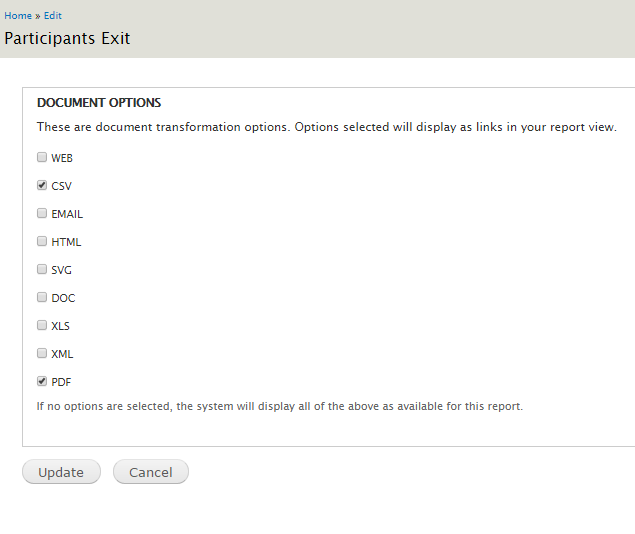 Home » Edit
Participants Exit
DOCUMENT OPTIONS
These are document transformation options. Options selected will display as links in your report view.
WEB
CSV
EMAIL
HTML
SVG
DOC
XLS
XML
PDF
If no options are selected, the system will display all of the above as available for this report.
Update Cancel